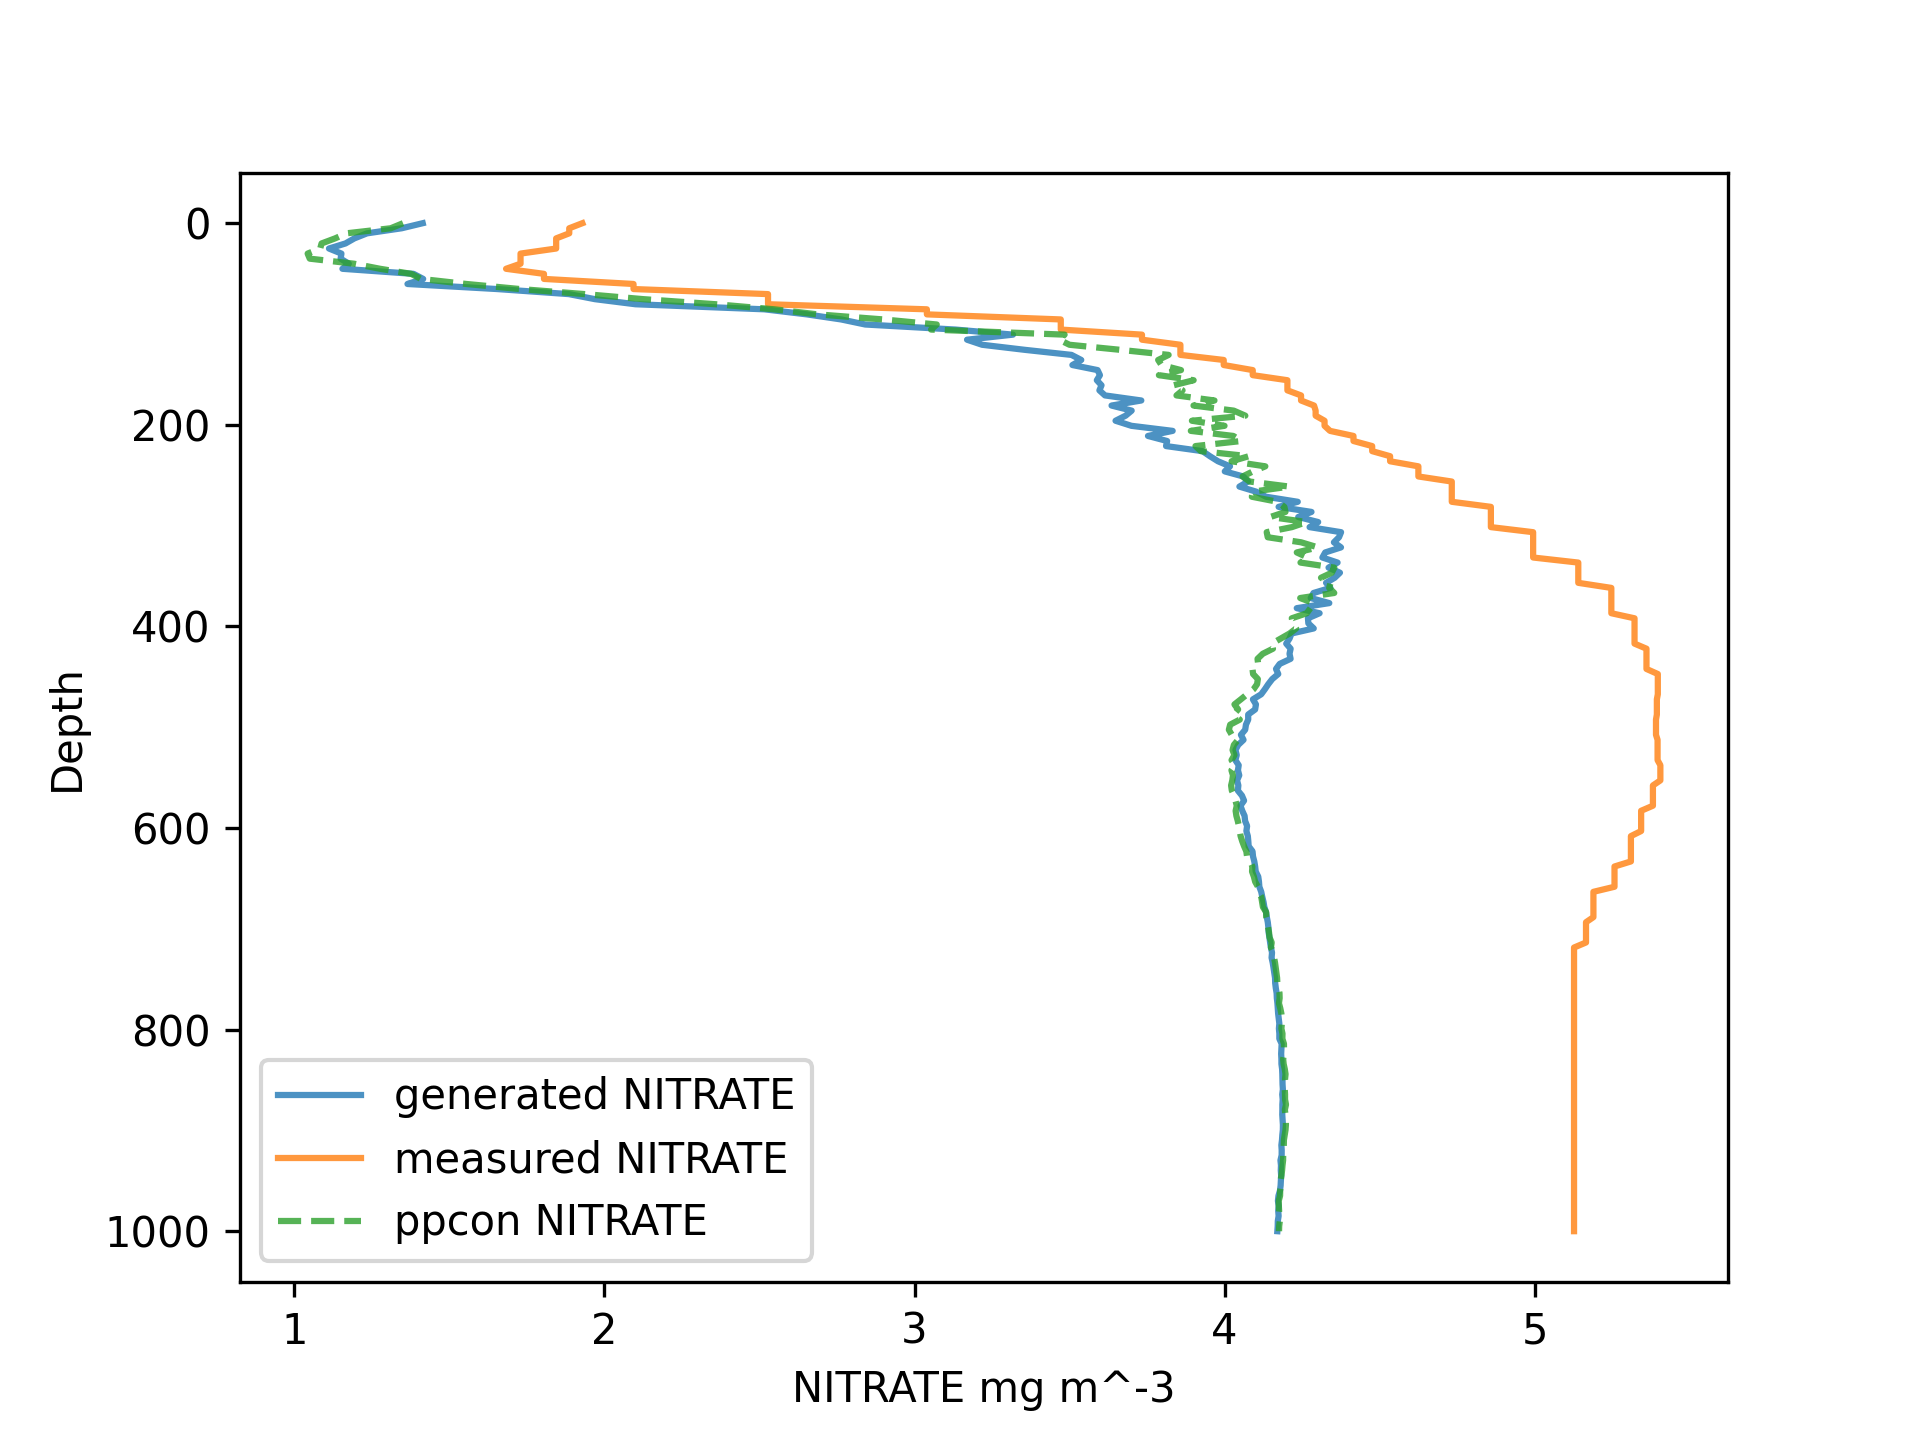 0
200
400
600
800
1000
Depth
generated NITRATE
measured NITRATE
ppcon NITRATE
1 2 3 4 5
NITRATE mg m^-3